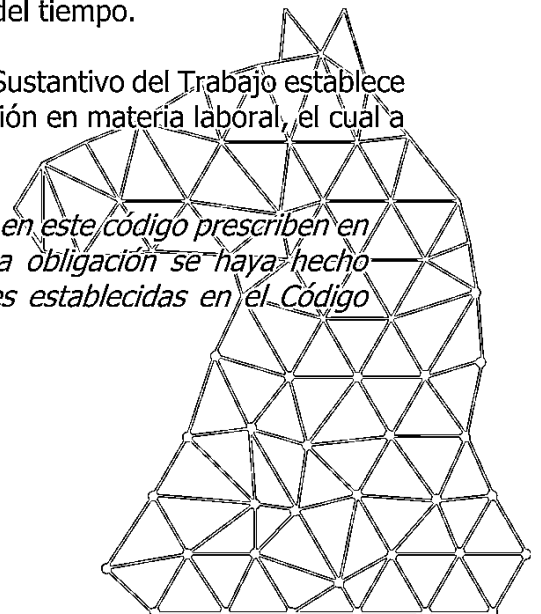 del tiempo.
Sustantivo del Trabajo establece
ión en materia laboral, el cual a
en este código prescriben en
a obligación se haya hecho
es establecidas en el Código